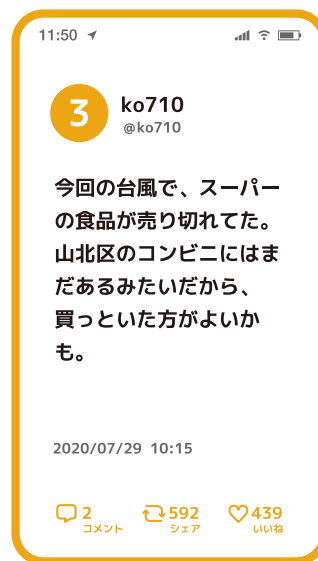 11:50
3
ko710
@ko710
今回の台風で、スーパー
の食品が売り切れてた。
山北区のコンビニにはま
だあるみたいだから、
買っといた方がよいか
も。
2020/07/29 10:15
2 592 439
コメント シェア いいね